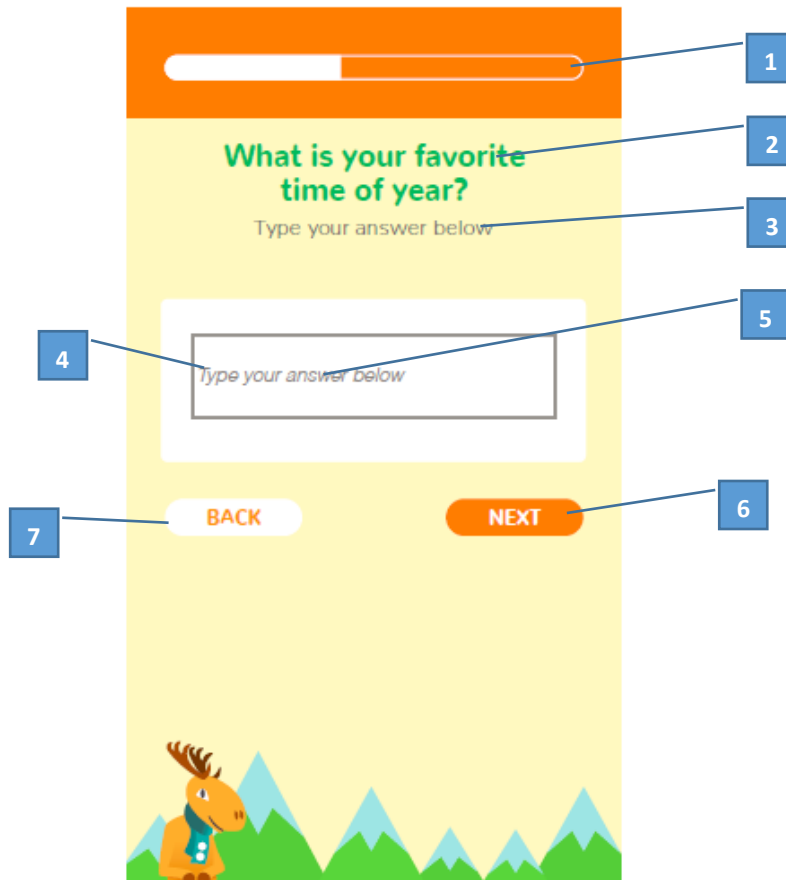 1
What is your favorite
2
time of year?
Type your answer below
3
5
4
Type your answer below
BACK
NEXT
6
7